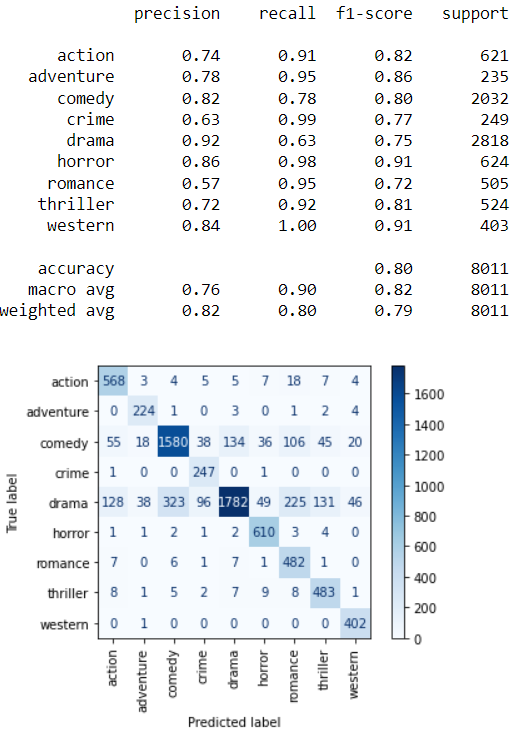 precision recall f1-score support
action 0.74 0.91 0.82 621
adventure 0.78 0.95 0.86 235
comedy 0.82 0.78 0.80 2032
crime 0.63 0.99 0.77 249
drama 0.92 0.63 0.75 2818
horror 0.86 0.98 0.91 624
romance 0.57 0.95 0.72 505
thriller 0.72 0.92 0.81 524
western 0.84 1.00 0.91 403
accuracy 0.80 8011
macro avg 0.76 0.90 0.82 8011
weighted avg 0.82 0.80 0.79 8011
True label
action 568 3 4 5 5 7 18 7 4
adventure 0 224 1 0 3 0 1 2 4
comedy 55 18 1580 38 134 36 106 45 20
crime 1 0 0 247 0 1 0 0 0
drama 128 38 323 96 1782 49 225 131 46
horror 1 1 2 1 2 610 3 4 0
romance 7 0 6 1 7 1 482 1 0
thriller 8 1 5 2 7 9 8 483 1
western 0 1 0 0 0 0 0 0 402
action adventure comedy crime drama horror romance thriller western
Predicted label
1600
1400
1200
1000
800
600
400
200
0